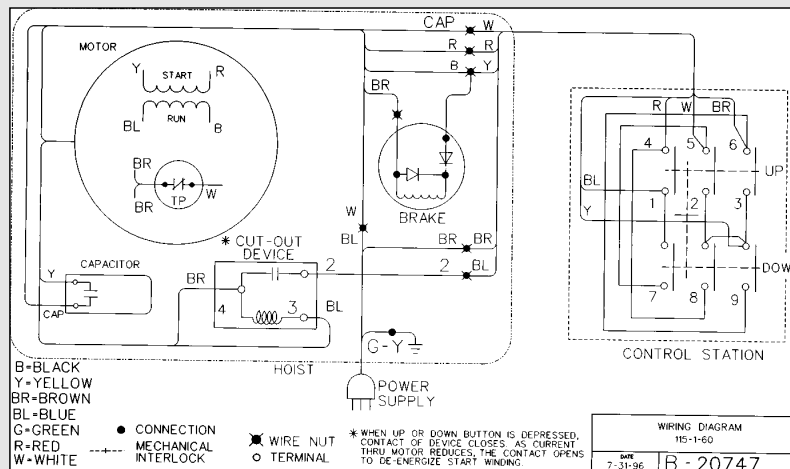 CAP W
R R
B Y
BR
MOTOR
Y START R
RUN
BL B
BR
BR
TP
W
BRAKE
R W BR
4 5 6
UP
BL
1 2 3
Y
DOW
7 8 9
CONTROL STATION
W
BL
BR BR
* CUT-OUT
DEVICE
2 2 BL
CAPACITOR
Y
CAP
BR
4 3 BL
G-Y
HOIST
POWER
SUPPLY
B=BLACK
Y=YELLOW
BR=BROWN
BL=BLUE
G=GREEN
R=RED
W=WHITE
CONNECTION
MECHANICAL
INTERLOCK
WIRE NUT
TERMINAL
* WHEN UP OR DOWN BUTTON IS DEPRESSED,
CONTACT OF DEVICE CLOSES. AS CURRENT
THRU MOTOR REDUCES, THE CONTACT OPENS
TO DE-ENERGIZE START WINDING.
WIRING DIAGRAM
115-1-60
DATE
7-31-96
B - 20747